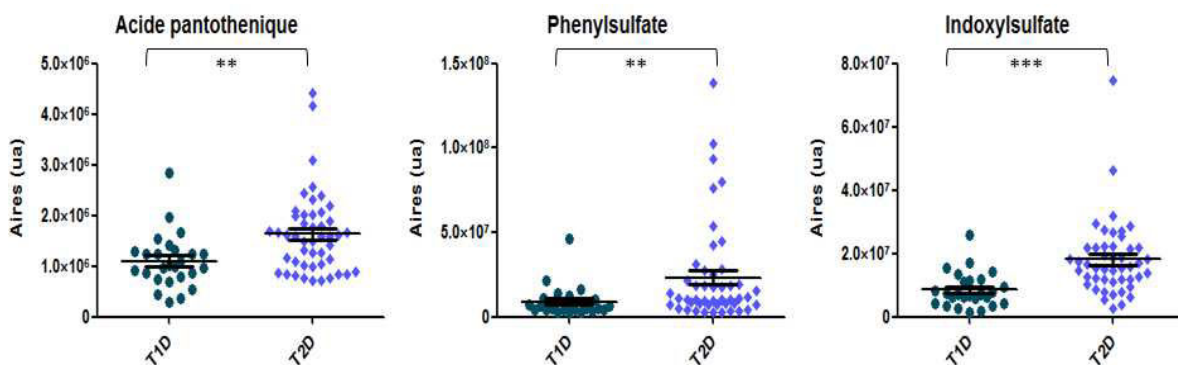 Acide pantothenique
**
Aires (ua)
5.0×10⁶
4.0×10⁶
3.0×10⁶
2.0×10⁶
1.0×10⁶
0
T1D
T2D
Phenylsulfate
**
Aires (ua)
1.5×10⁸
1.0×10⁸
5.0×10⁷
0
T1D
T2D
Indoxylsulfate
***
Aires (ua)
8.0×10⁷
6.0×10⁷
4.0×10⁷
2.0×10⁷
0
T1D
T2D